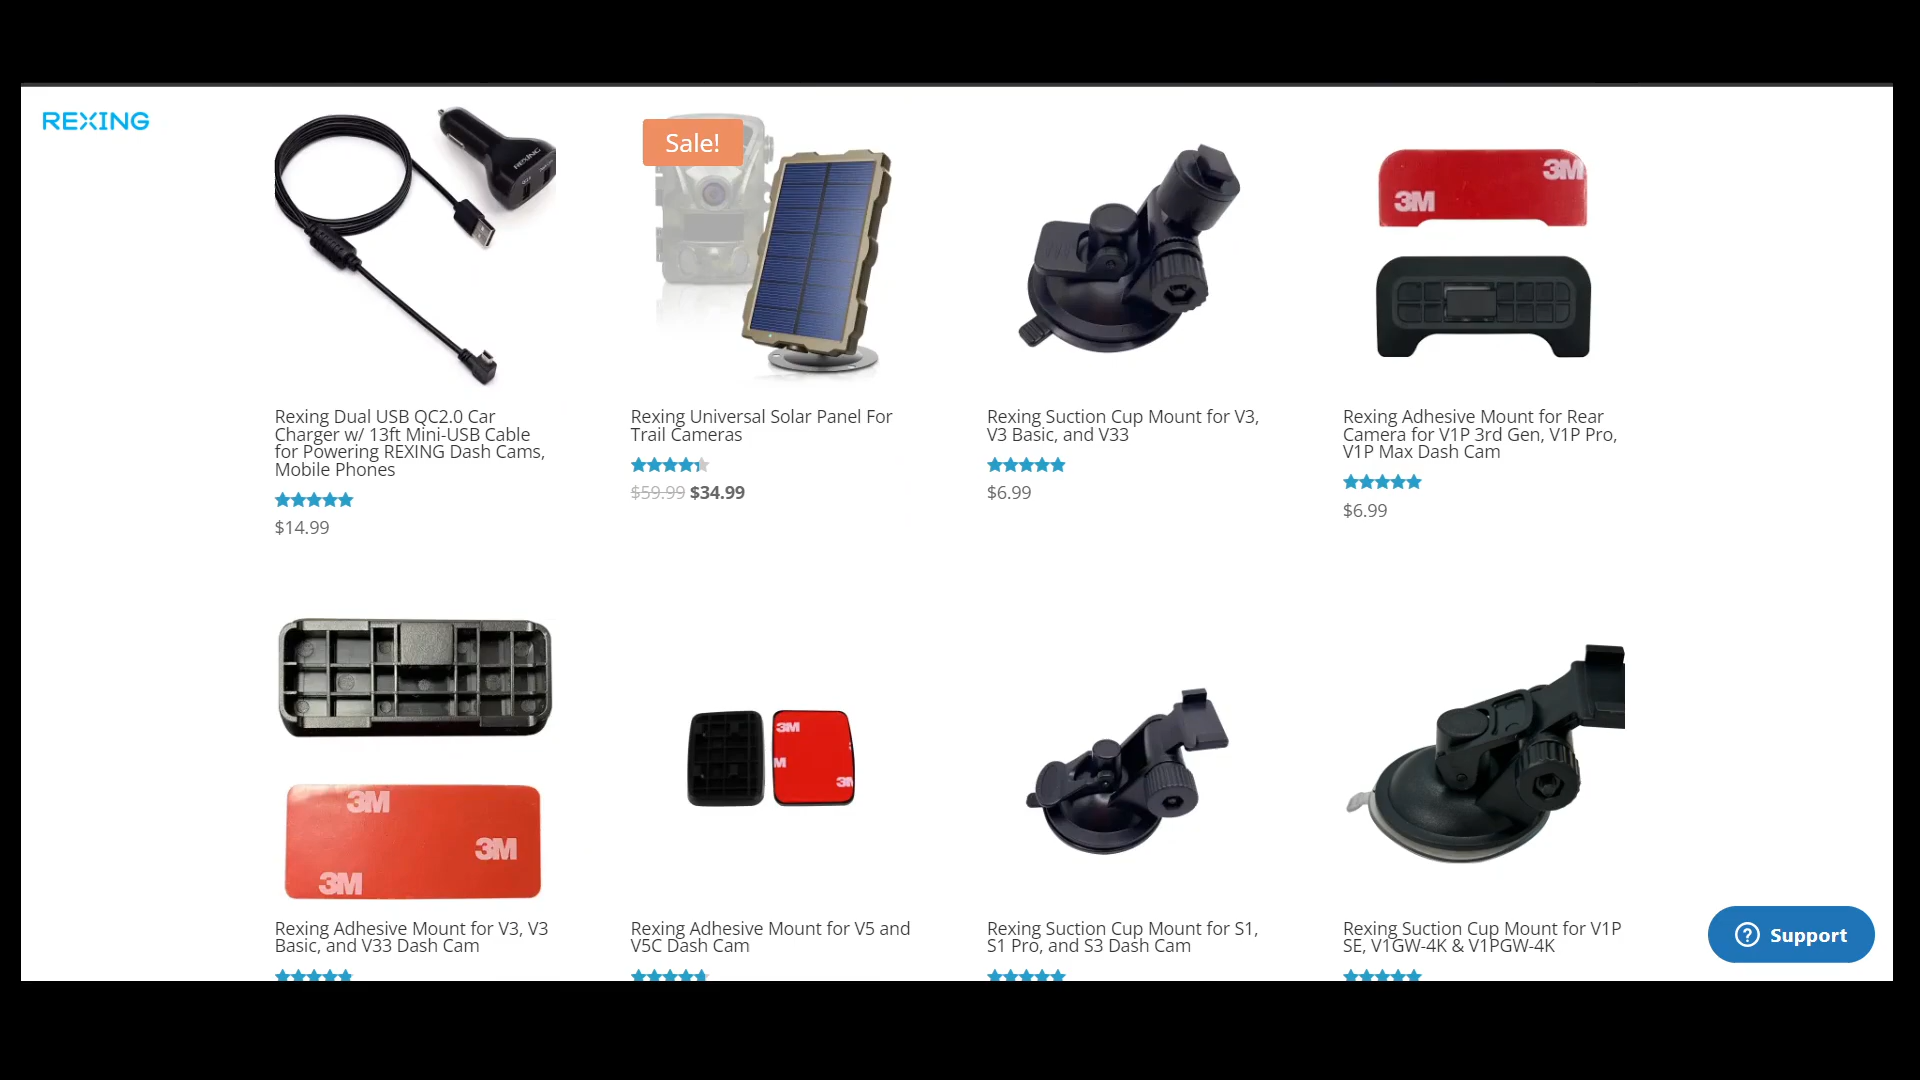 REXING
REXING
Sale!
3M
3M
Rexing Dual USB QC2.0 Car
Charger w/ 13ft Mini-USB Cable
for Powering REXING Dash Cams,
Mobile Phones
$14.99
Rexing Universal Solar Panel For
Trail Cameras
$59.99 $34.99
Rexing Suction Cup Mount for V3,
V3 Basic, and V33
$6.99
Rexing Adhesive Mount for Rear
Camera for V1P 3rd Gen, V1P Pro,
V1P Max Dash Cam
$6.99
3M
3M
3M
3M
M
3M
Rexing Adhesive Mount for V3, V3
Basic, and V33 Dash Cam
Rexing Adhesive Mount for V5 and
V5C Dash Cam
Rexing Suction Cup Mount for S1,
S1 Pro, and S3 Dash Cam
Rexing Suction Cup Mount for V1P
SE, V1GW-4K & V1PGW-4K
? Support